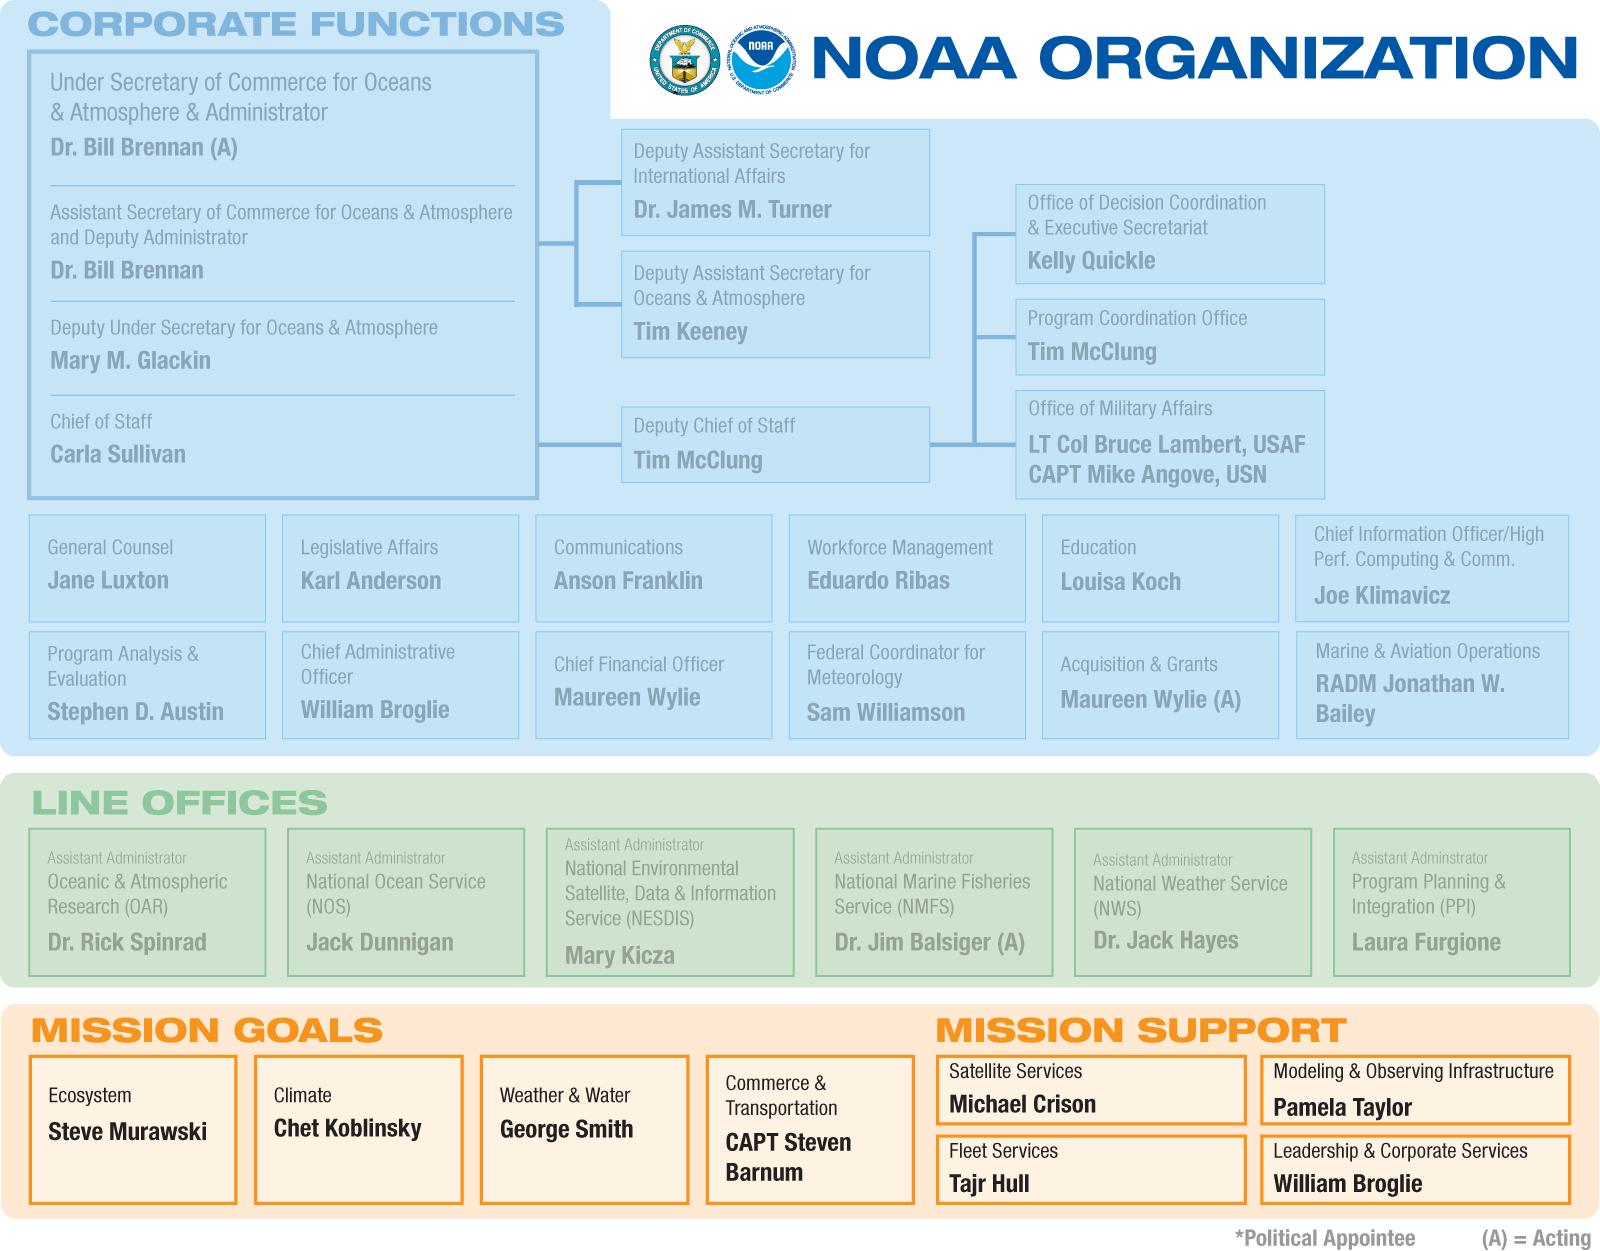 CORPORATE FUNCTIONS
NOAA
NOAA ORGANIZATION
Under Secretary of Commerce for Oceans
& Atmosphere & Administrator
Dr. Bill Brennan (A)
Assistant Secretary of Commerce for Oceans & Atmosphere
and Deputy Administrator
Dr. Bill Brennan
Deputy Under Secretary for Oceans & Atmosphere
Mary M. Glackin
Chief of Staff
Carla Sullivan
Deputy Assistant Secretary for
International Affairs
Dr. James M. Turner
Deputy Assistant Secretary for
Oceans & Atmosphere
Tim Keeney
Deputy Chief of Staff
Tim McClung
Office of Decision Coordination
& Executive Secretariat
Kelly Quickle
Program Coordination Office
Tim McClung
Office of Military Affairs
LT Col Bruce Lambert, USAF
CAPT Mike Angove, USN
General Counsel
Jane Luxton
Legislative Affairs
Karl Anderson
Communications
Anson Franklin
Workforce Management
Eduardo Ribas
Education
Louisa Koch
Chief Information Officer/High
Perf. Computing & Comm.
Joe Klimavicz
Program Analysis &
Evaluation
Stephen D. Austin
Chief Administrative
Officer
William Broglie
Chief Financial Officer
Maureen Wylie
Federal Coordinator for
Meteorology
Sam Williamson
Acquisition & Grants
Maureen Wylie (A)
Marine & Aviation Operations
RADM Jonathan W.
Bailey
LINE OFFICES
Assistant Administrator
Oceanic & Atmospheric
Research (OAR)
Dr. Rick Spinrad
Assistant Administrator
National Ocean Service
(NOS)
Jack Dunnigan
Assistant Administrator
National Environmental
Satellite, Data & Information
Service (NESDIS)
Mary Kicza
Assistant Administrator
National Marine Fisheries
Service (NMFS)
Dr. Jim Balsiger (A)
Assistant Administrator
National Weather Service
(NWS)
Dr. Jack Hayes
Assistant Adminstrator
Program Planning &
Integration (PPI)
Laura Furgione
MISSION GOALS
Ecosystem
Steve Murawski
Climate
Chet Koblinsky
Weather & Water
George Smith
Commerce &
Transportation
CAPT Steven
Barnum
MISSION SUPPORT
Satellite Services
Michael Crison
Modeling & Observing Infrastructure
Pamela Taylor
Fleet Services
Tajr Hull
Leadership & Corporate Services
William Broglie
*Political Appointee (A) = Acting